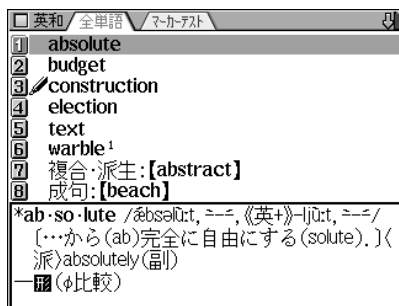 英和 全単語 マーカーテスト
1 absolute
2 budget
3 construction
4 election
5 text
6 warble¹
7 複合・派生:【abstract】
8 成句:【beach】
*ab·so·lute /ǽbsəlùːt, ﹘﹘́, 《英+》-ljùːt, ﹘﹘́/
〔…から(ab)完全に自由にする(solute).〕〈
派〉absolutely(副)
―形(φ比較)